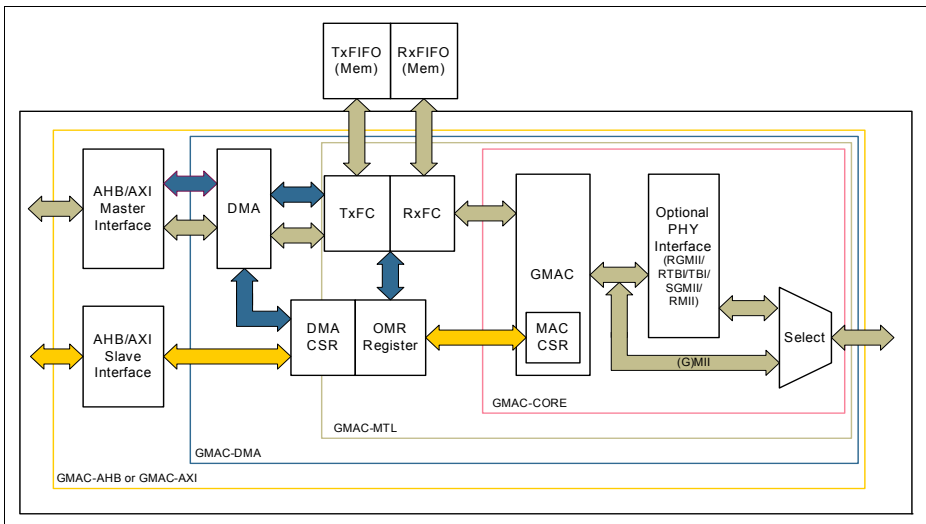 TxFIFO
(Mem)
RxFIFO
(Mem)
AHB/AXI
Master
Interface
DMA
TxFC
RxFC
GMAC
Optional
PHY
Interface
(RGMII/
RTBI/TBI/
SGMII/
RMII)
AHB/AXI
Slave
Interface
DMA
CSR
OMR
Register
MAC
CSR
Select
(G)MII
GMAC-CORE
GMAC-MTL
GMAC-DMA
GMAC-AHB or GMAC-AXI